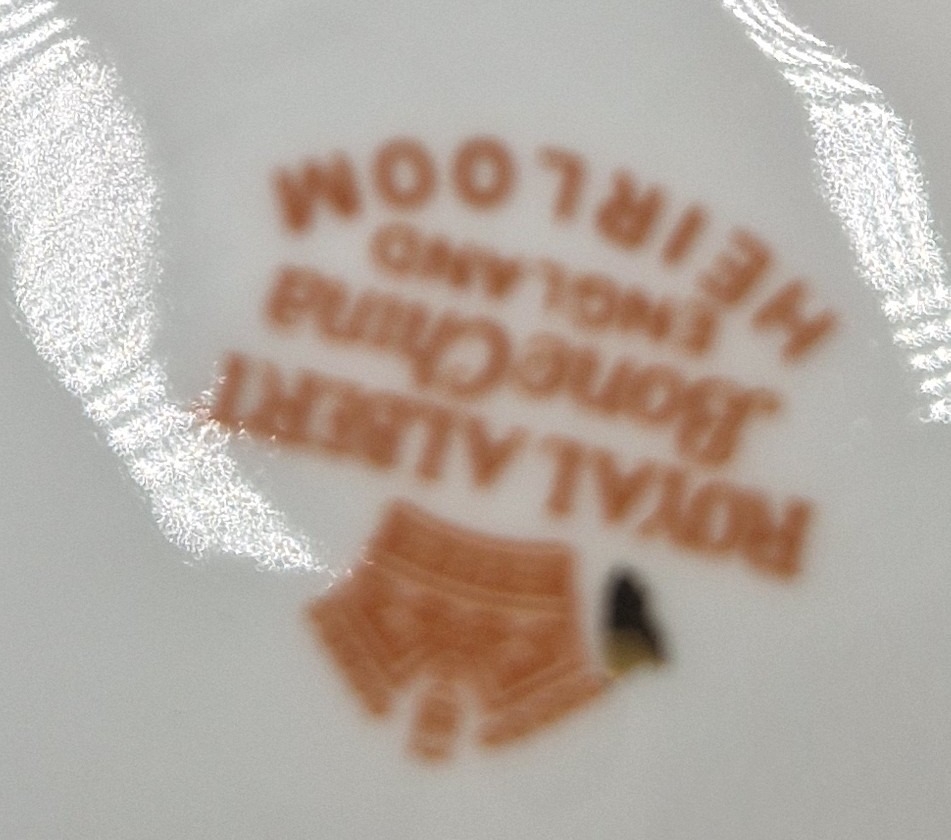 ROYAL ALBERT
Bone China
ENGLAND
HEIRLOOM